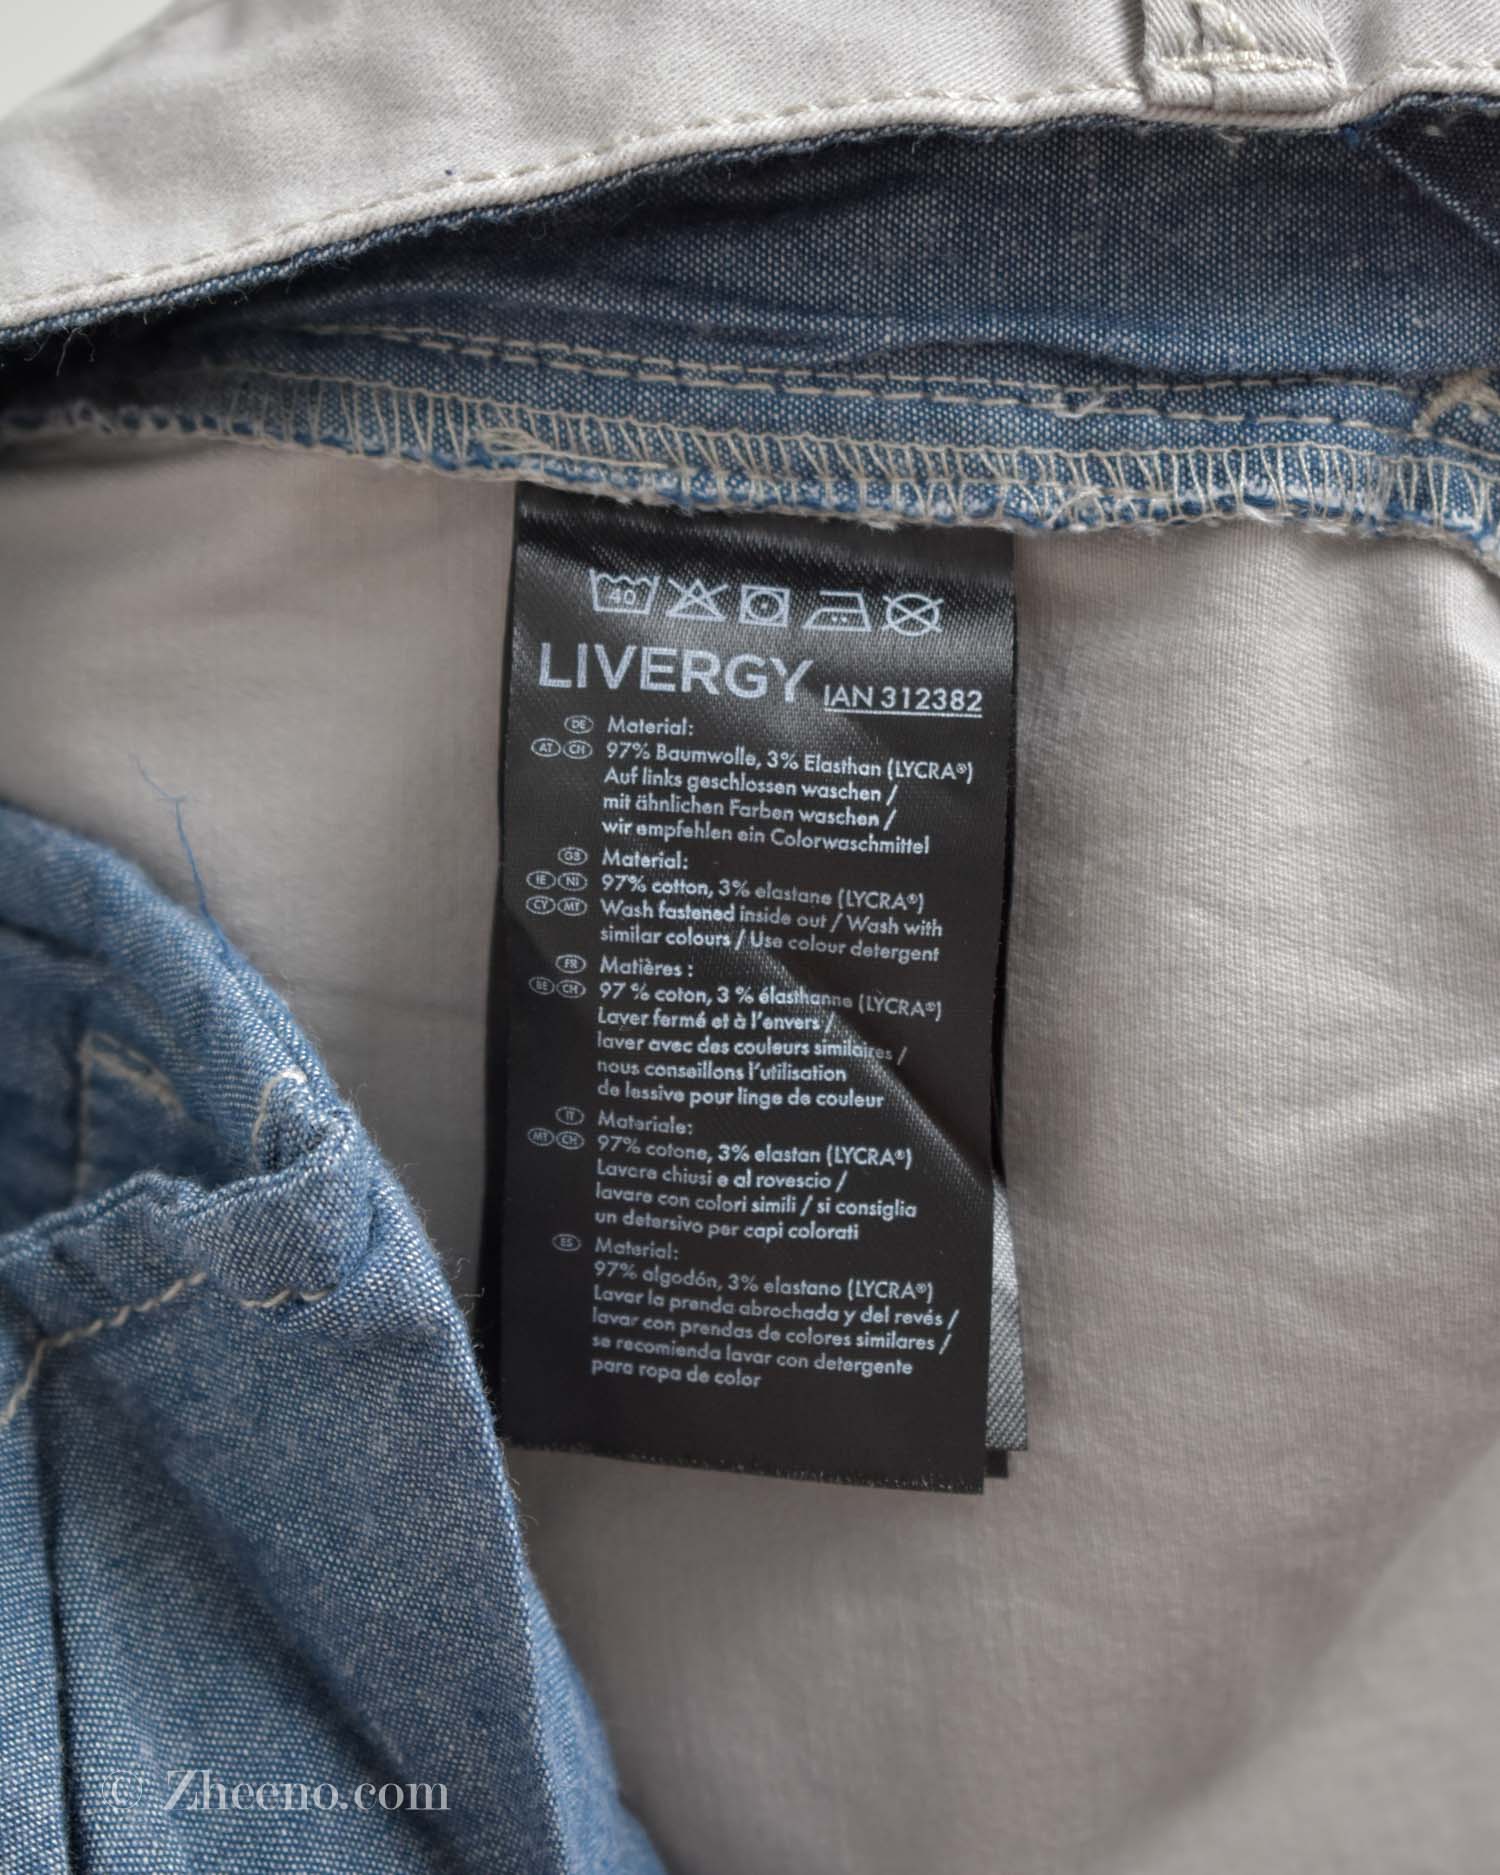 40
LIVERGY IAN 312382
DE Material:
AT CH 97% Baumwolle, 3% Elasthan (LYCRA®)
Auf links geschlossen waschen /
mit ähnlichen Farben waschen /
wir empfehlen ein Colorwaschmittel
GB Material:
IE NI 97% cotton, 3% elastane (LYCRA®)
CY MT Wash fastened inside out / Wash with
similar colours / Use colour detergent
FR Matières :
BE CH 97 % coton, 3 % élasthanne (LYCRA®)
Laver fermé et à l'envers /
laver avec des couleurs similaires /
nous conseillons l'utilisation
de lessive pour linge de couleur
IT Materiale:
MT CH 97% cotone, 3% elastan (LYCRA®)
Lavare chiusi e al rovescio /
lavare con colori simili / si consiglia
un detersivo per capi colorati
ES Material:
97% algodón, 3% elastano (LYCRA®)
Lavar la prenda abrochada y del revés /
lavar con prendas de colores similares /
se recomienda lavar con detergente
para ropa de color
© Zheeno.com